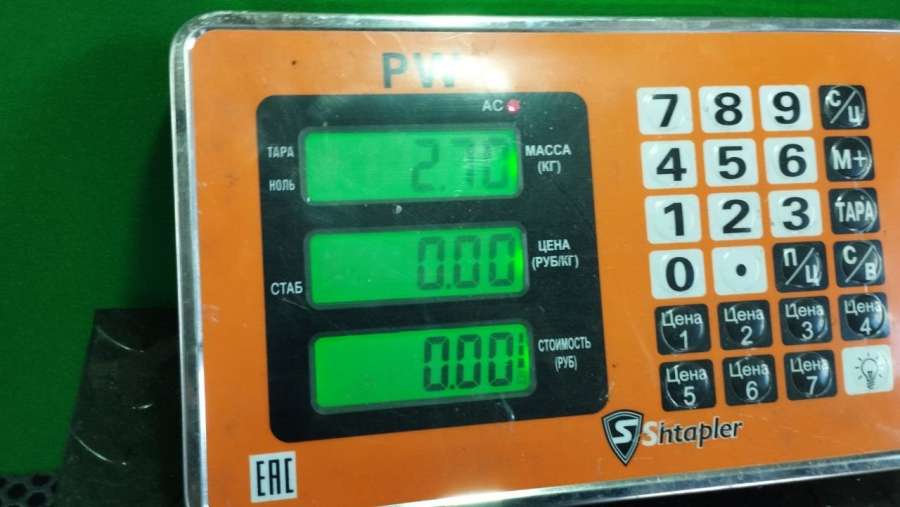 PW
AC
ТАРА
НОЛЬ
2.70
МАССА
(КГ)
СТАБ
0.00
ЦЕНА
(РУБ/КГ)
0.00
СТОИМОСТЬ
(РУБ)
7 8 9 С/Ц
4 5 6 М+
1 2 3 ТАРА
0 . П/Ц С/В
Цена 1 Цена 2 Цена 3 Цена 4
Цена 5 Цена 6 Цена 7
S Shtapler
EAC